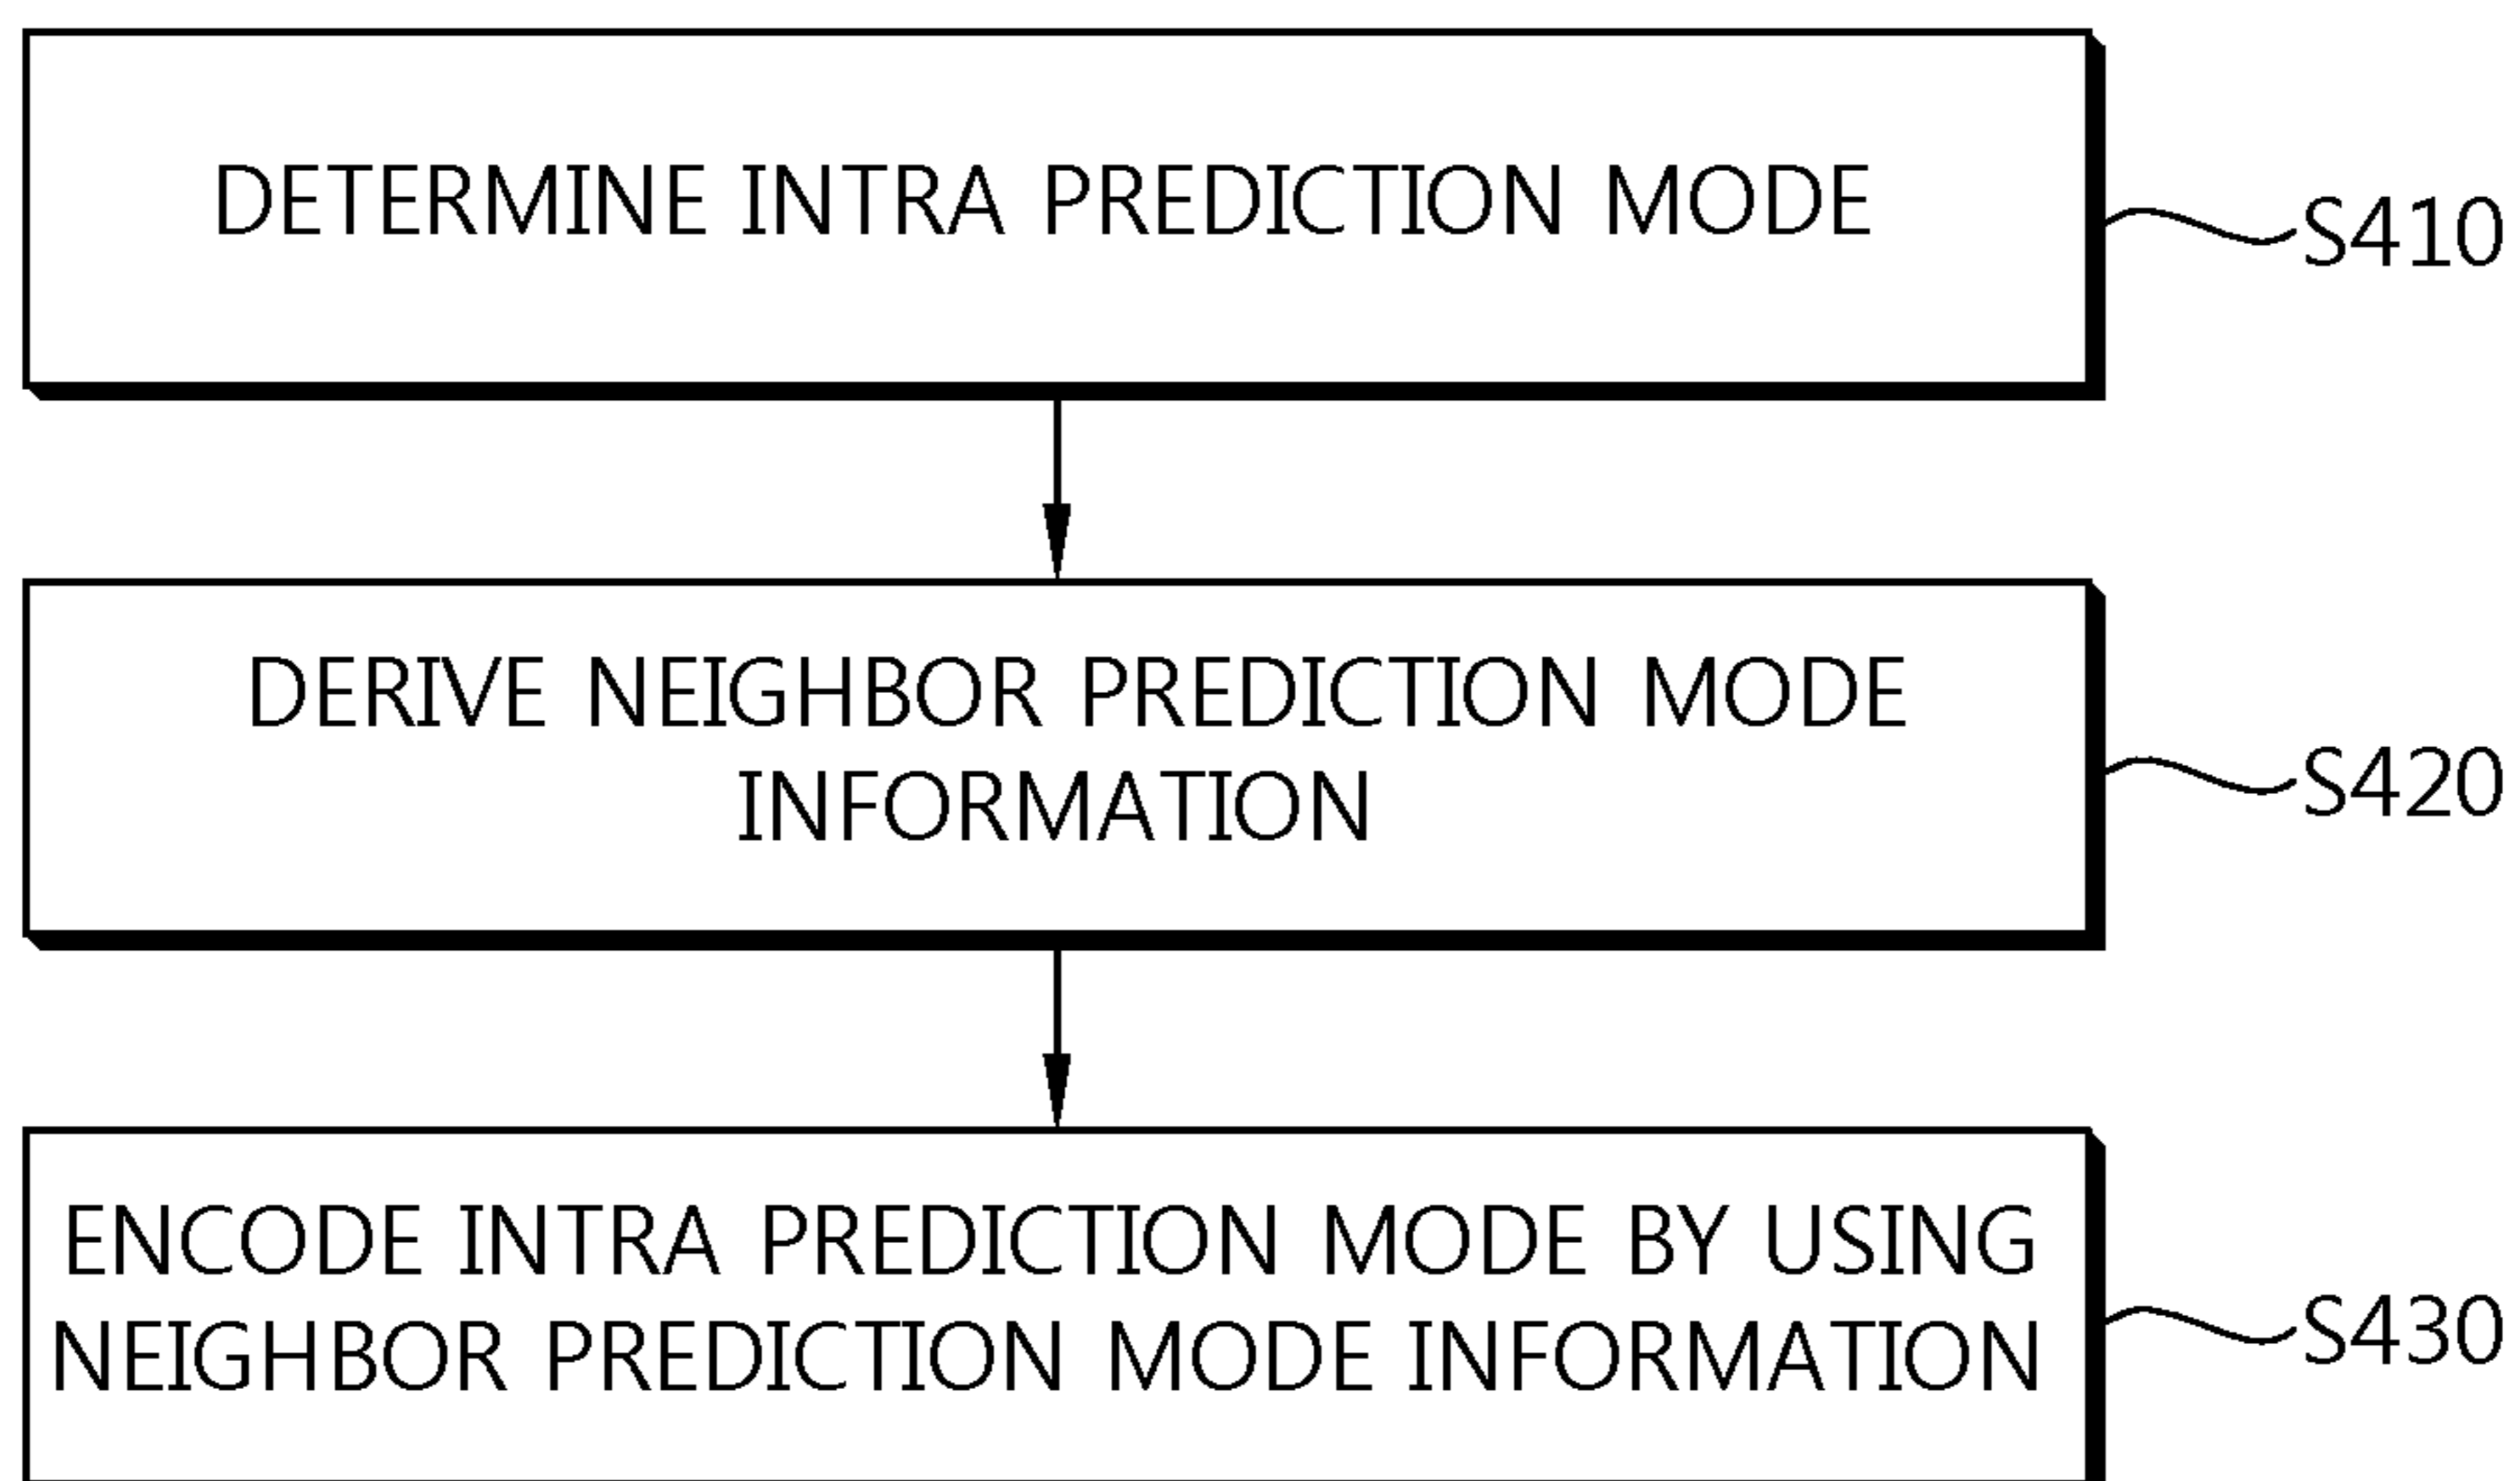 DETERMINE INTRA PREDICTION MODE
S410
DERIVE NEIGHBOR PREDICTION MODE
INFORMATION
S420
ENCODE INTRA PREDICTION MODE BY USING
NEIGHBOR PREDICTION MODE INFORMATION
S430